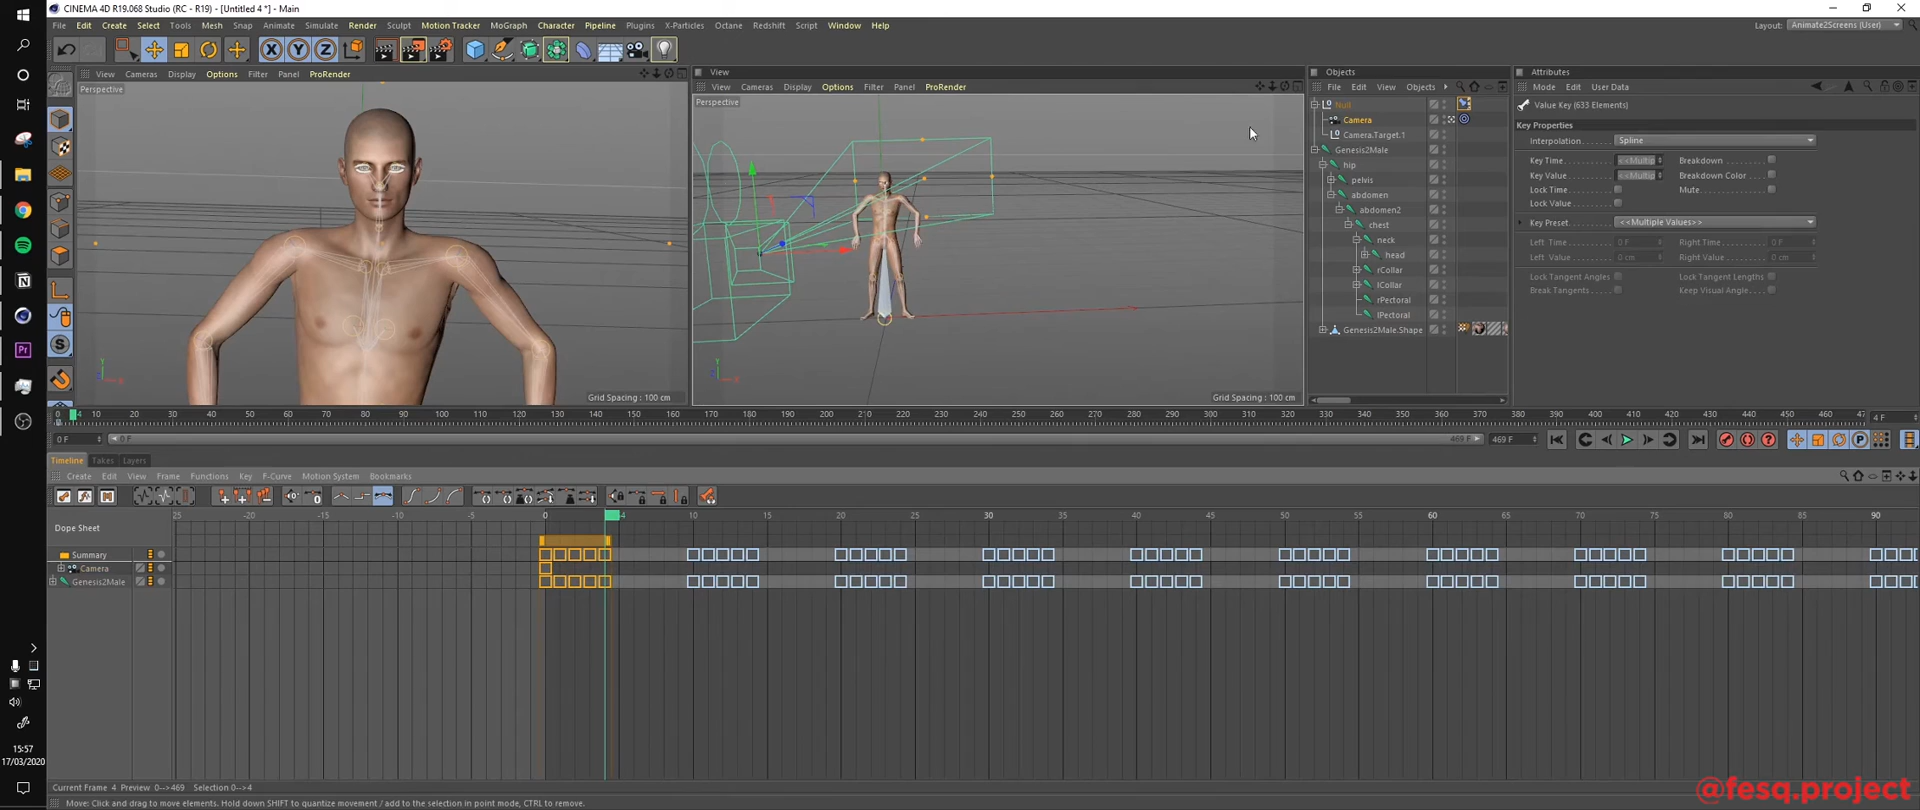 CINEMA 4D R19.068 Studio (RC - R19) - [Untitled 4 *] - Main
File Edit Create Select Tools Mesh Snap Animate Simulate Render Sculpt Motion Tracker MoGraph Character Pipeline Plugins X-Particles Octane Redshift Script Window Help
Layout: Animate2Screens (User)
X Y Z
View Cameras Display Options Filter Panel ProRender
Perspective
Grid Spacing : 100 cm
View
View Cameras Display Options Filter Panel ProRender
Perspective
Grid Spacing : 100 cm
Objects
File Edit View Objects
Null
Camera
Camera.Target.1
Genesis2Male
hip
pelvis
abdomen
abdomen2
chest
neck
head
rCollar
lCollar
rPectoral
lPectoral
Genesis2Male.Shape
Attributes
Mode Edit User Data
Value Key (633 Elements)
Key Properties
Interpolation Spline
Key Time <<Multip Breakdown
Key Value <<Multip Breakdown Color
Lock Time Mute
Lock Value
Key Preset <<Multiple Values>>
Left Time 0 F Right Time 0 F
Left Value 0 cm Right Value 0 cm
Lock Tangent Angles Lock Tangent Lengths
Break Tangents Keep Visual Angle
0 4 10 20 30 40 50 60 70 80 90 100 110 120 130 140 150 160 170 180 190 200 210 220 230 240 250 260 270 280 290 300 310 320 330 340 350 360 370 380 390 400 410 420 430 440 450 460 47 4 F
0 F 0 F 469 F 469 F
Timeline Takes Layers
Create Edit View Frame Functions Key F-Curve Motion System Bookmarks
Dope Sheet
25 -20 -15 -10 -5 0 4 10 15 20 25 30 35 40 45 50 55 60 65 70 75 80 85 90
Summary
Camera
Genesis2Male
15:57
17/03/2020
Current Frame 4 Preview 0-->469 Selection 0-->4
Move: Click and drag to move elements. Hold down SHIFT to quantize movement / add to the selection in point mode, CTRL to remove.
@fesq.project